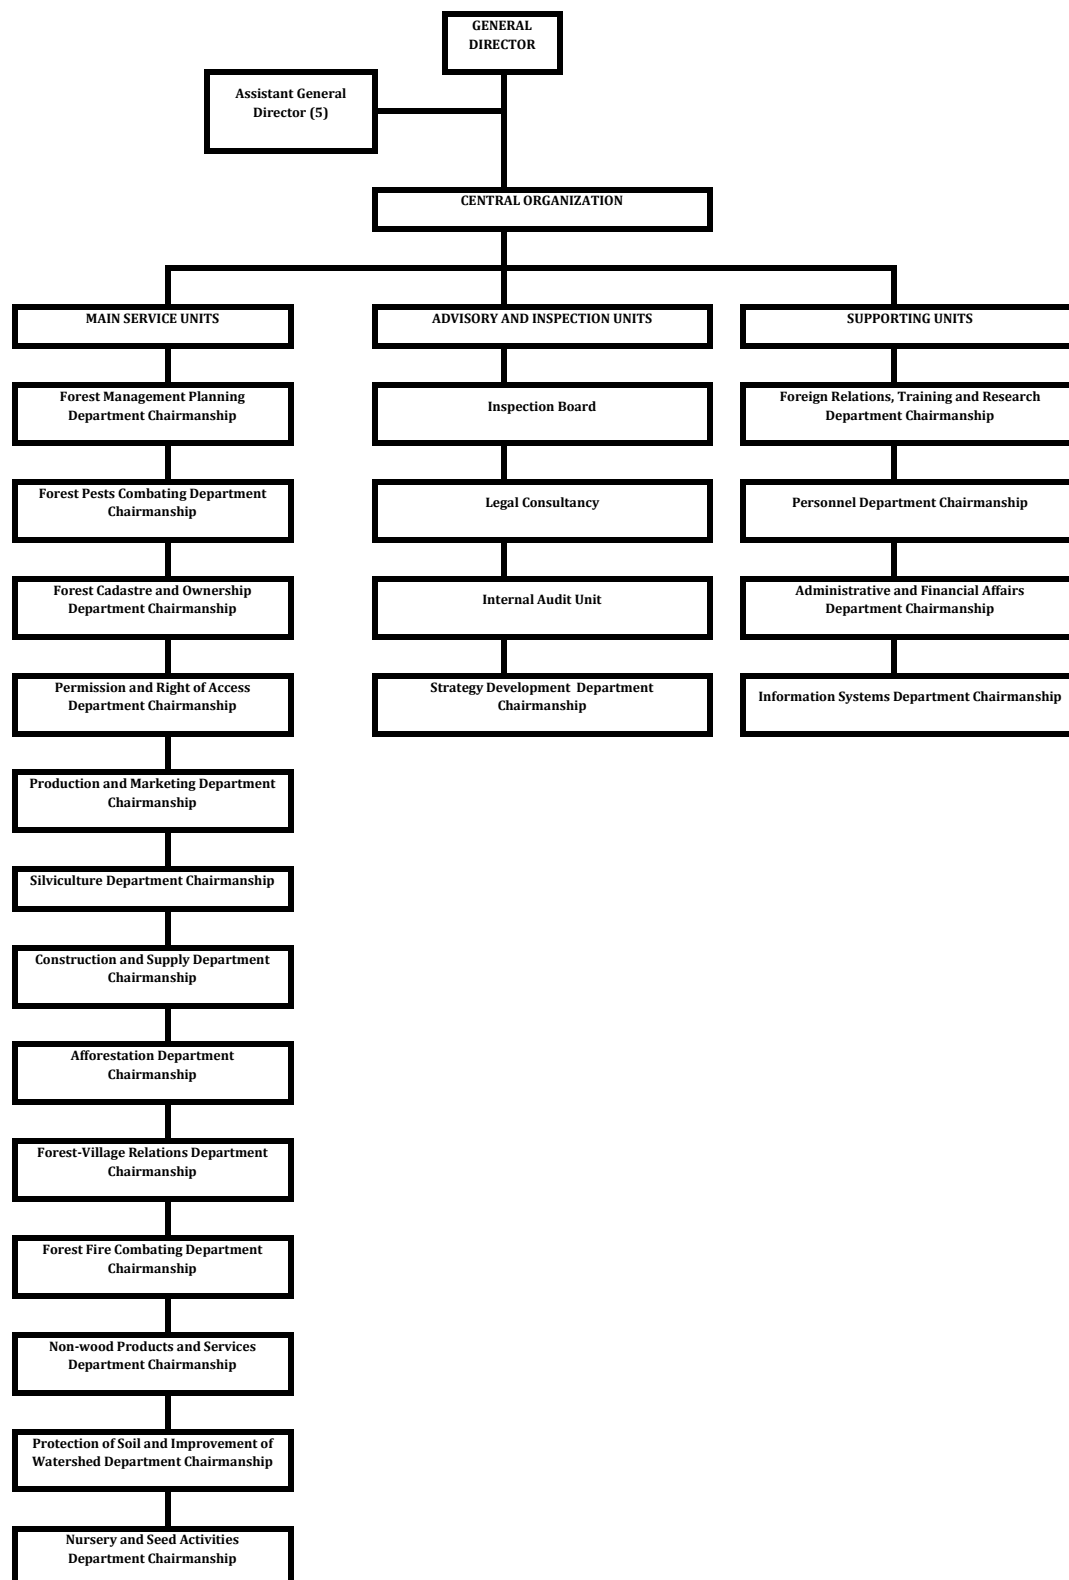 GENERAL
DIRECTOR
Assistant General
Director (5)
CENTRAL ORGANIZATION
MAIN SERVICE UNITS
Forest Management Planning
Department Chairmanship
Forest Pests Combating Department
Chairmanship
Forest Cadastre and Ownership
Department Chairmanship
Permission and Right of Access
Department Chairmanship
Production and Marketing Department
Chairmanship
Silviculture Department Chairmanship
Construction and Supply Department
Chairmanship
Afforestation Department
Chairmanship
Forest-Village Relations Department
Chairmanship
Forest Fire Combating Department
Chairmanship
Non-wood Products and Services
Department Chairmanship
Protection of Soil and Improvement of
Watershed Department Chairmanship
Nursery and Seed Activities
Department Chairmanship
ADVISORY AND INSPECTION UNITS
Inspection Board
Legal Consultancy
Internal Audit Unit
Strategy Development Department
Chairmanship
SUPPORTING UNITS
Foreign Relations, Training and Research
Department Chairmanship
Personnel Department Chairmanship
Administrative and Financial Affairs
Department Chairmanship
Information Systems Department Chairmanship